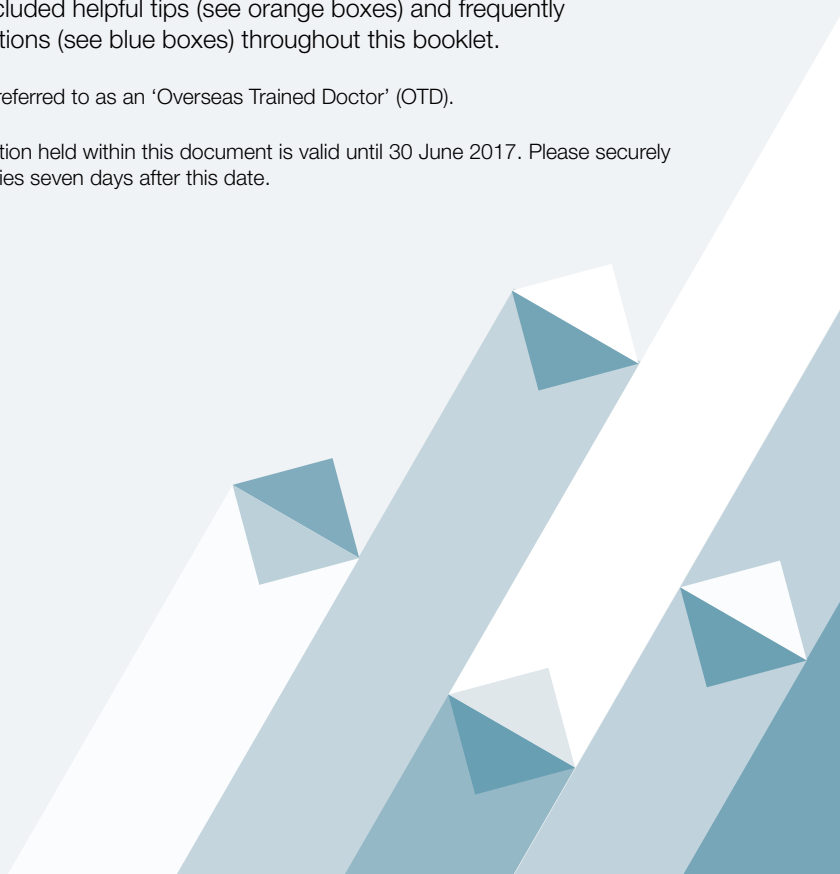 cluded helpful tips (see orange boxes) and frequently
tions (see blue boxes) throughout this booklet.
referred to as an ‘Overseas Trained Doctor’ (OTD).
tion held within this document is valid until 30 June 2017. Please securely
ies seven days after this date.